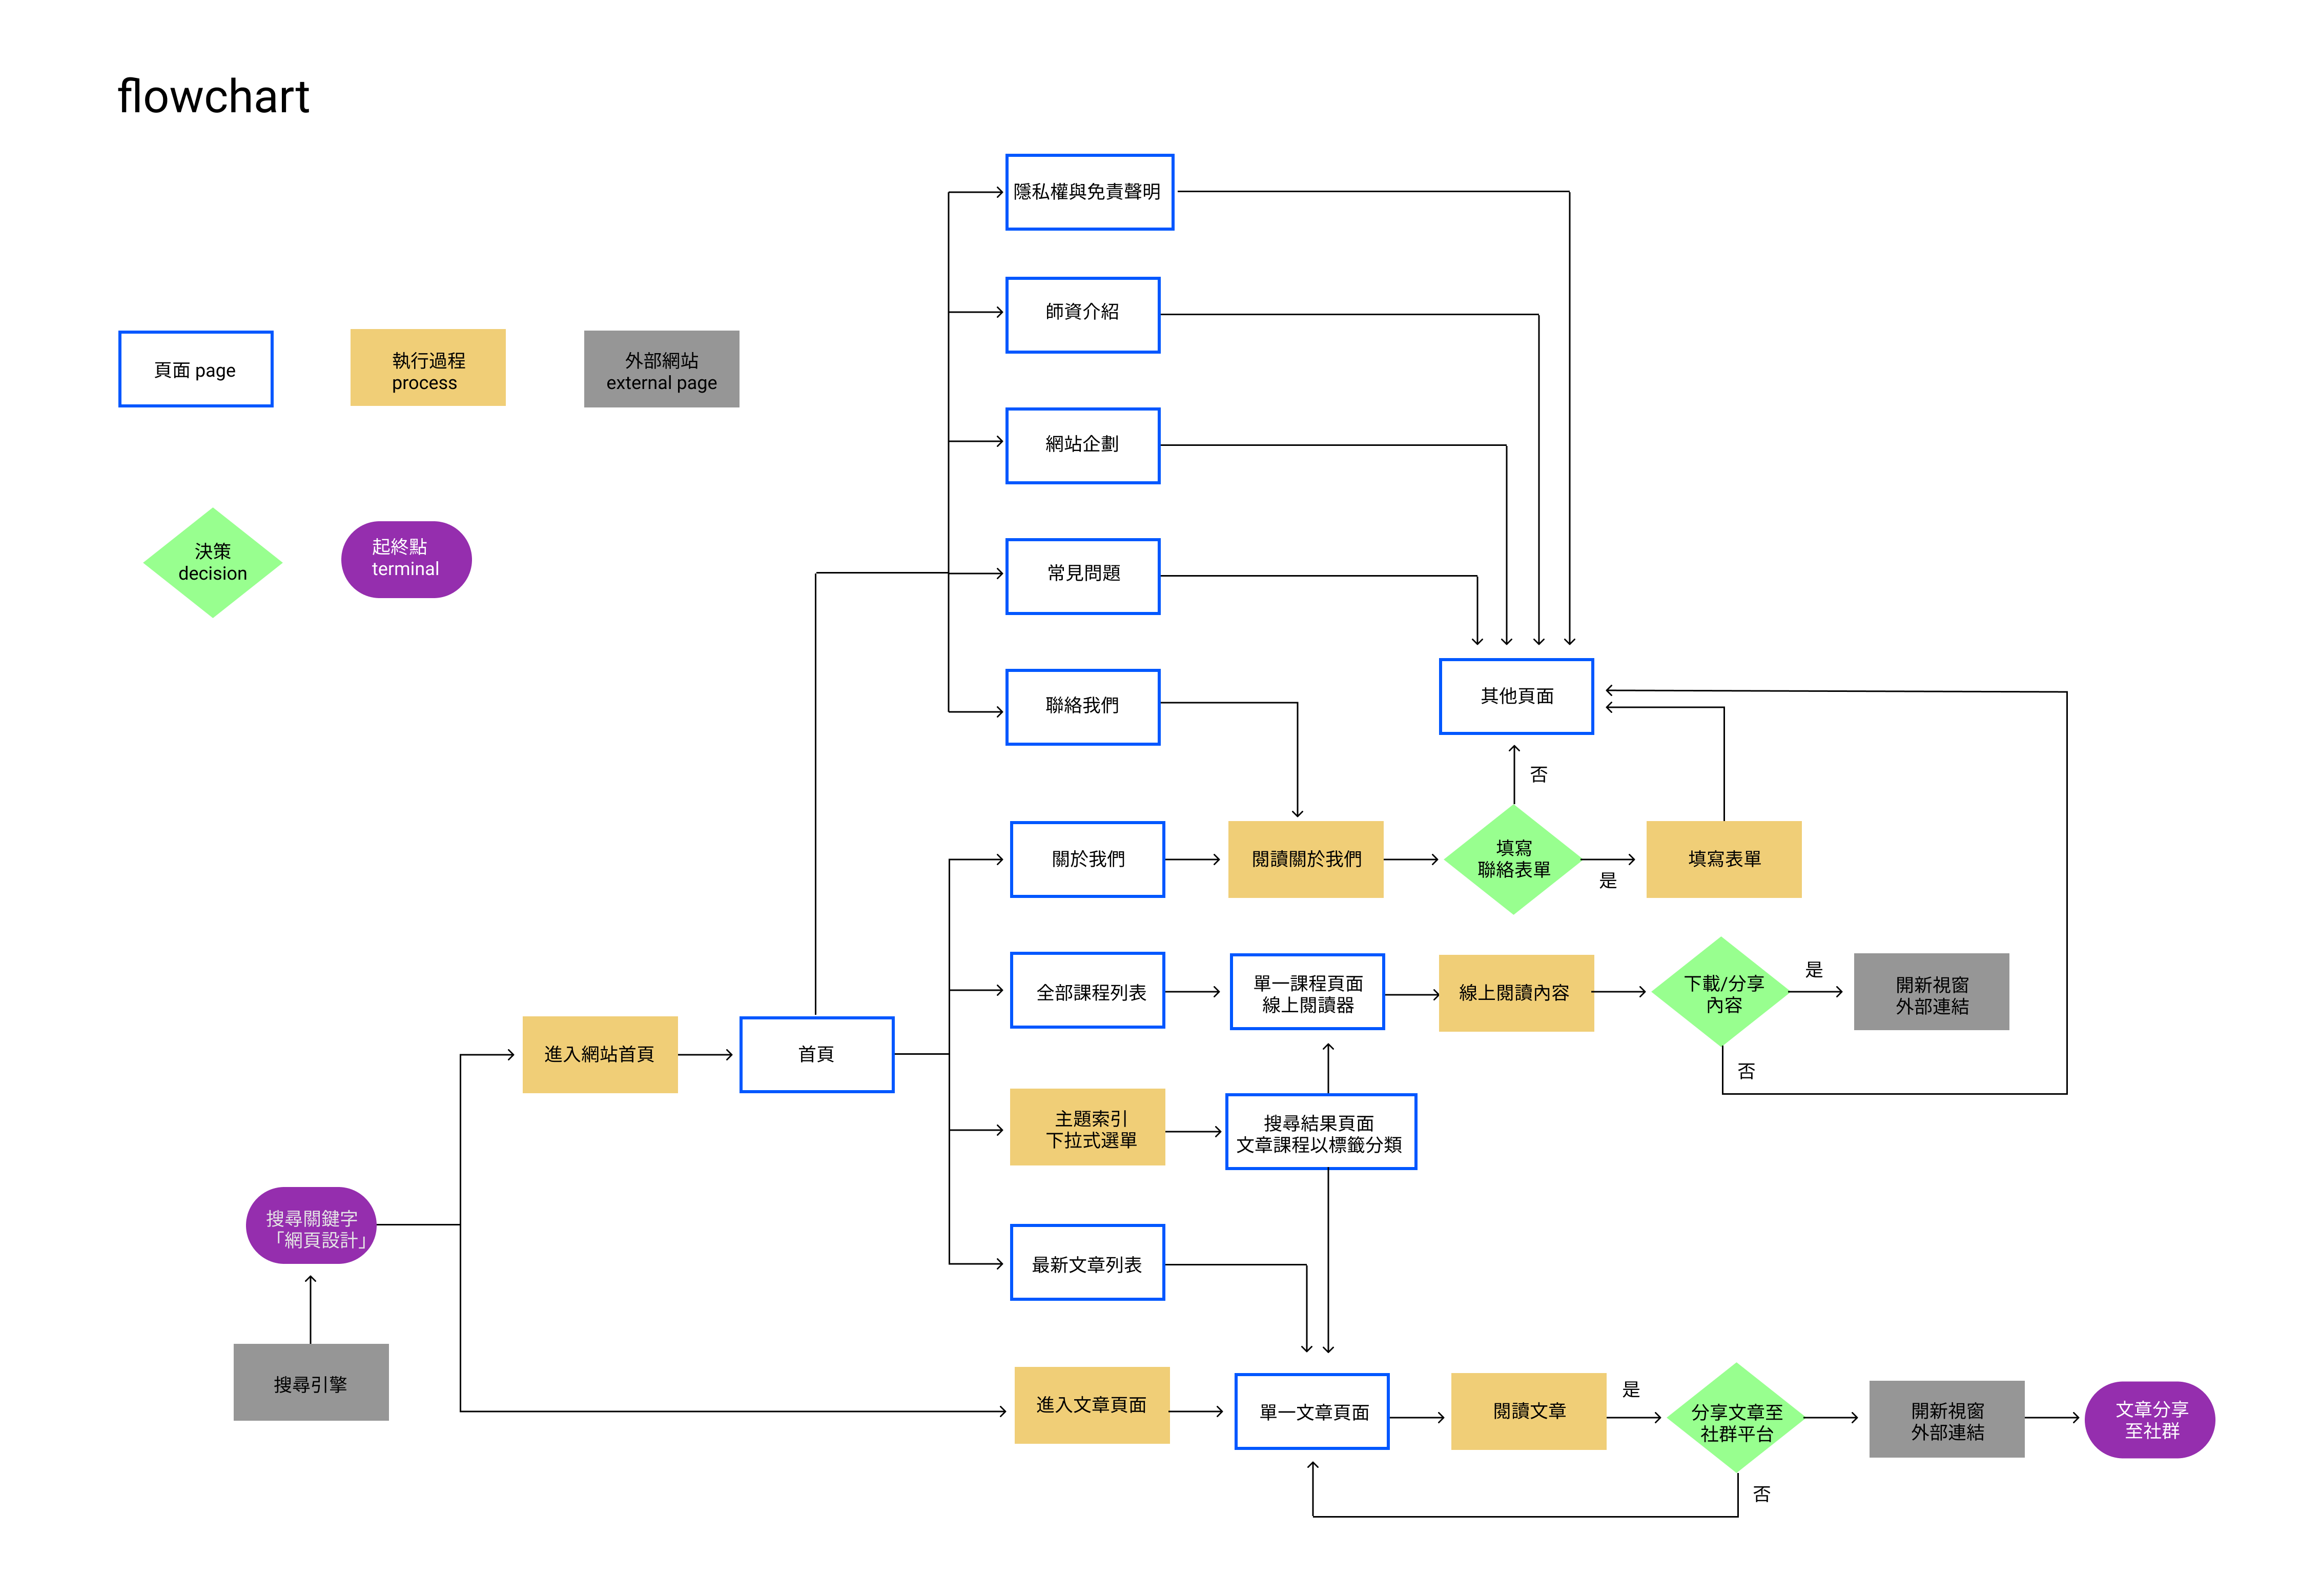 flowchart
頁面 page
執行過程
process
外部網站
external page
決策
decision
起終點
terminal
隱私權與免責聲明
師資介紹
網站企劃
常見問題
聯絡我們
其他頁面
否
關於我們
閱讀關於我們
填寫
聯絡表單
是
填寫表單
全部課程列表
單一課程頁面
線上閱讀器
線上閱讀內容
下載/分享
內容
是
開新視窗
外部連結
否
進入網站首頁
首頁
主題索引
下拉式選單
搜尋結果頁面
文章課程以標籤分類
搜尋關鍵字
「網頁設計」
最新文章列表
搜尋引擎
進入文章頁面
單一文章頁面
閱讀文章
是
分享文章至
社群平台
開新視窗
外部連結
文章分享
至社群
否